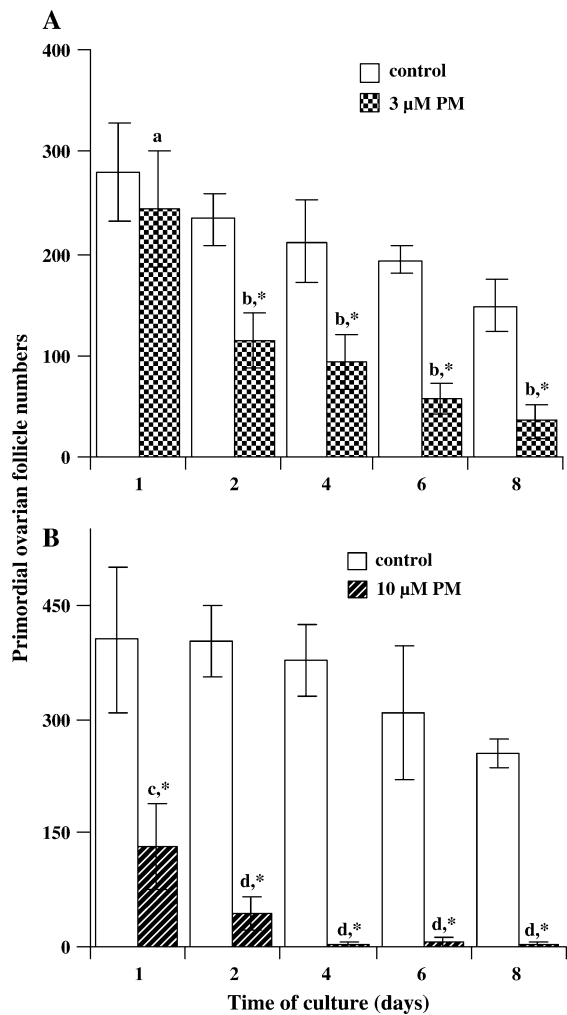 A
400
control
3 µM PM
300
a
200
b,*
b,*
100
b,*
b,*
0
1 2 4 6 8
Primordial ovarian follicle numbers
B
control
10 µM PM
450
300
150
c,*
d,*
d,*
d,*
d,*
0
1 2 4 6 8
Time of culture (days)